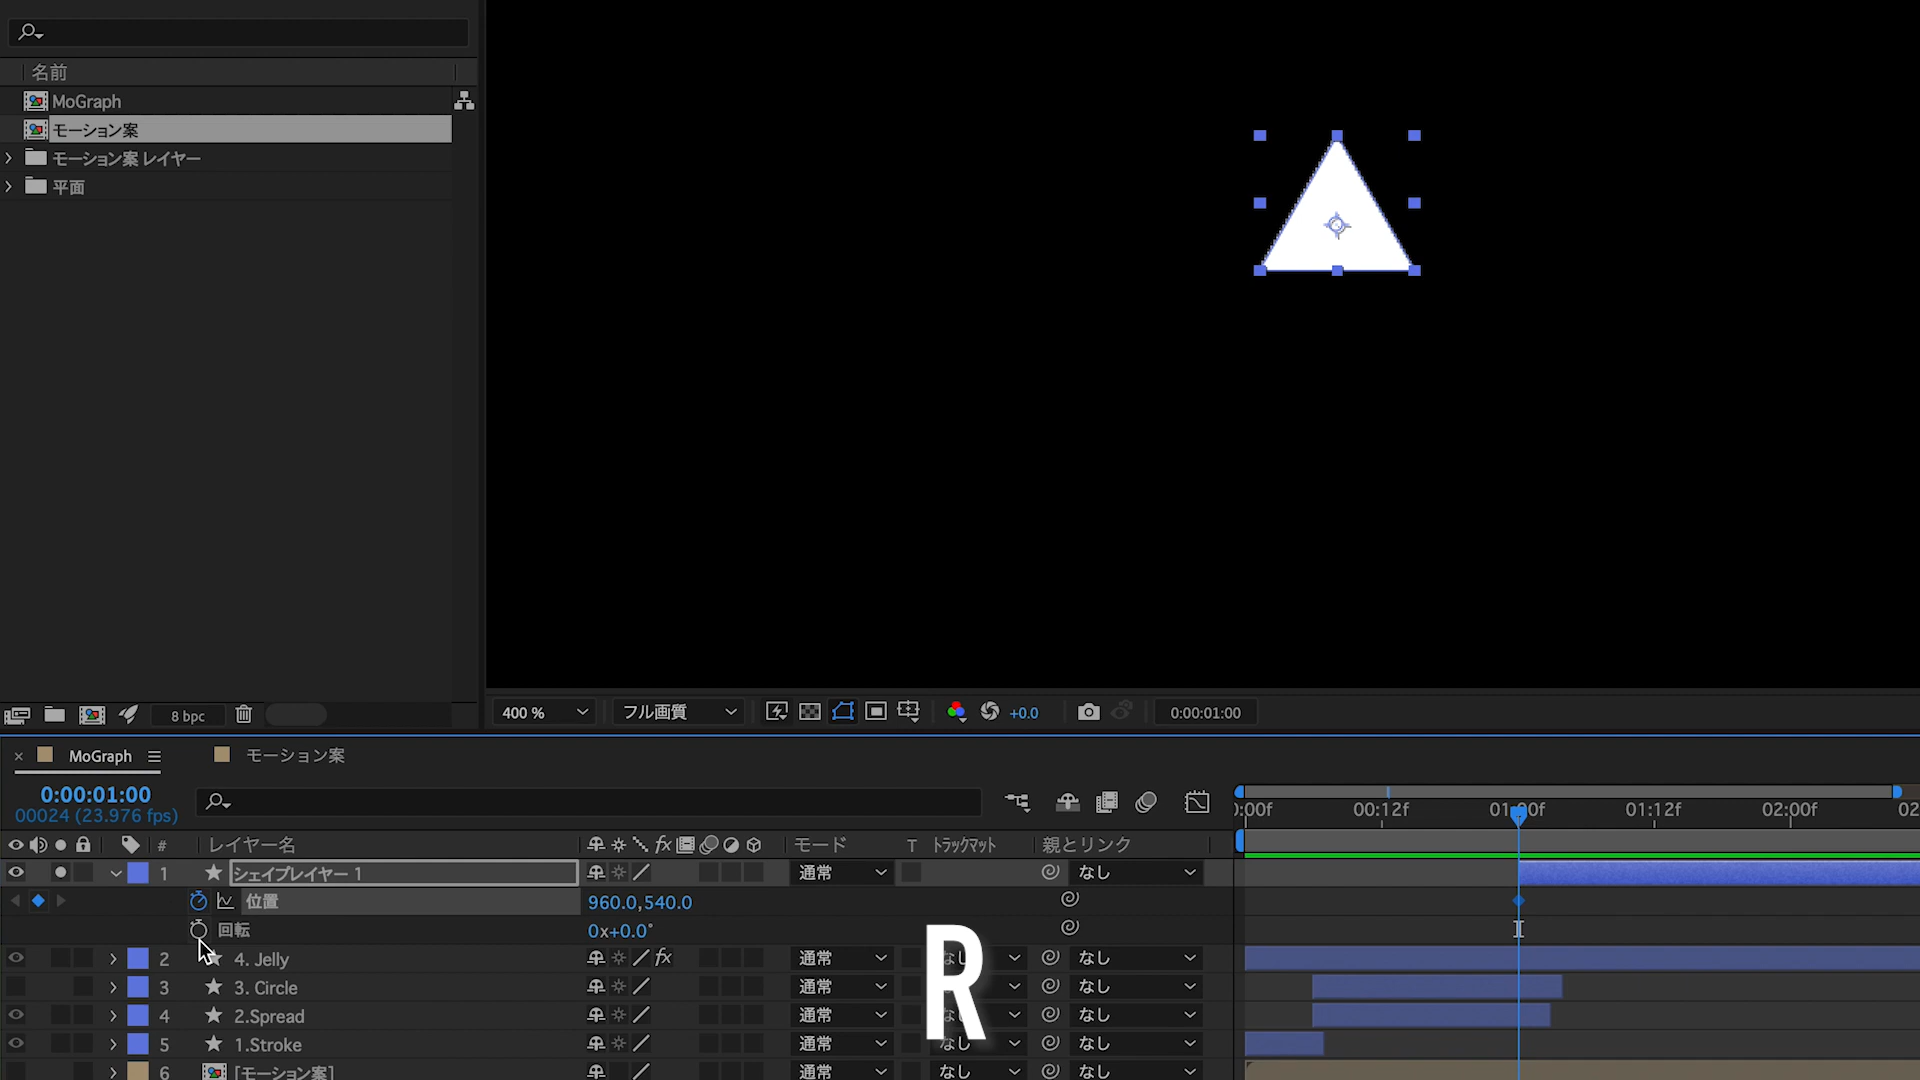 名前
MoGraph
モーション案
モーション案 レイヤー
平面
8 bpc
400 %
フル画質
+0.0
0:00:01:00
MoGraph
モーション案
0:00:01:00
00024 (23.976 fps)
:00f 00:12f 01:00f 01:12f 02:00f 02
# レイヤー名 fx モード T トラックマット 親とリンク
1 シェイプレイヤー 1 通常 なし
位置 960.0,540.0
回転 0x+0.0°
2 4. Jelly fx 通常 なし なし
3 3. Circle 通常 なし
4 2.Spread 通常 なし
5 1.Stroke 通常 なし なし
6 [モーション案] 通常 なし なし
R